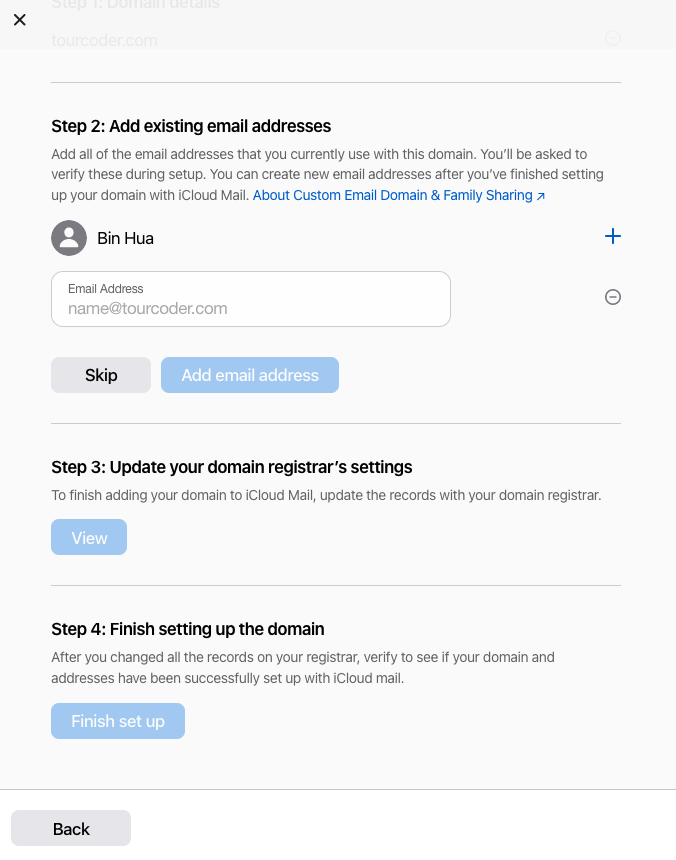 Step 1: Domain details
tourcoder.com
Step 2: Add existing email addresses
Add all of the email addresses that you currently use with this domain. You’ll be asked to
verify these during setup. You can create new email addresses after you’ve finished setting
up your domain with iCloud Mail. About Custom Email Domain & Family Sharing ↗
Bin Hua
Email Address
name@tourcoder.com
Skip
Add email address
Step 3: Update your domain registrar’s settings
To finish adding your domain to iCloud Mail, update the records with your domain registrar.
View
Step 4: Finish setting up the domain
After you changed all the records on your registrar, verify to see if your domain and
addresses have been successfully set up with iCloud mail.
Finish set up
Back